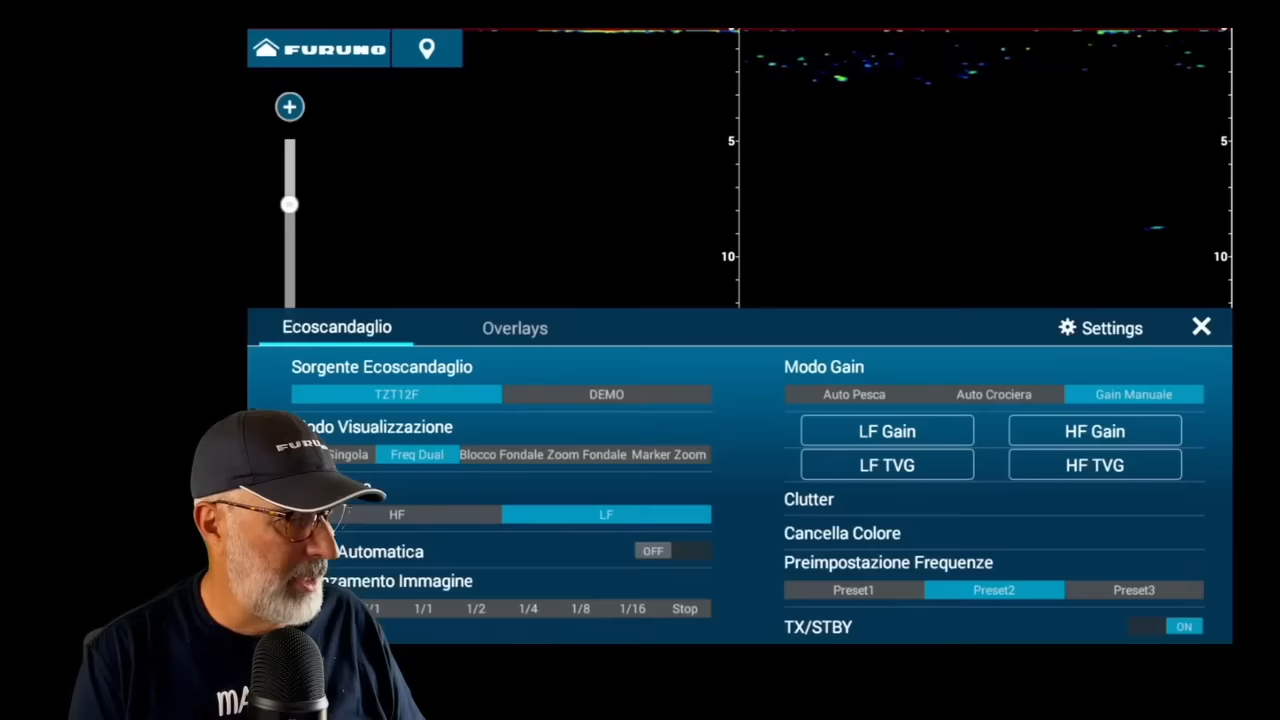 FURUNO
5
5
10
10
Ecoscandaglio
Overlays
Settings
Sorgente Ecoscandaglio
TZT12F
DEMO
Visualizzazione
Freq Dual
Blocco Fondale
Zoom Fondale
Marker Zoom
HF
LF
Automatica
OFF
Immagine
1/1
1/2
1/4
1/8
1/16
Stop
Modo Gain
Auto Pesca
Auto Crociera
Gain Manuale
LF Gain
HF Gain
LF TVG
HF TVG
Clutter
Cancella Colore
Preimpostazione Frequenze
Preset1
Preset2
Preset3
TX/STBY
ON